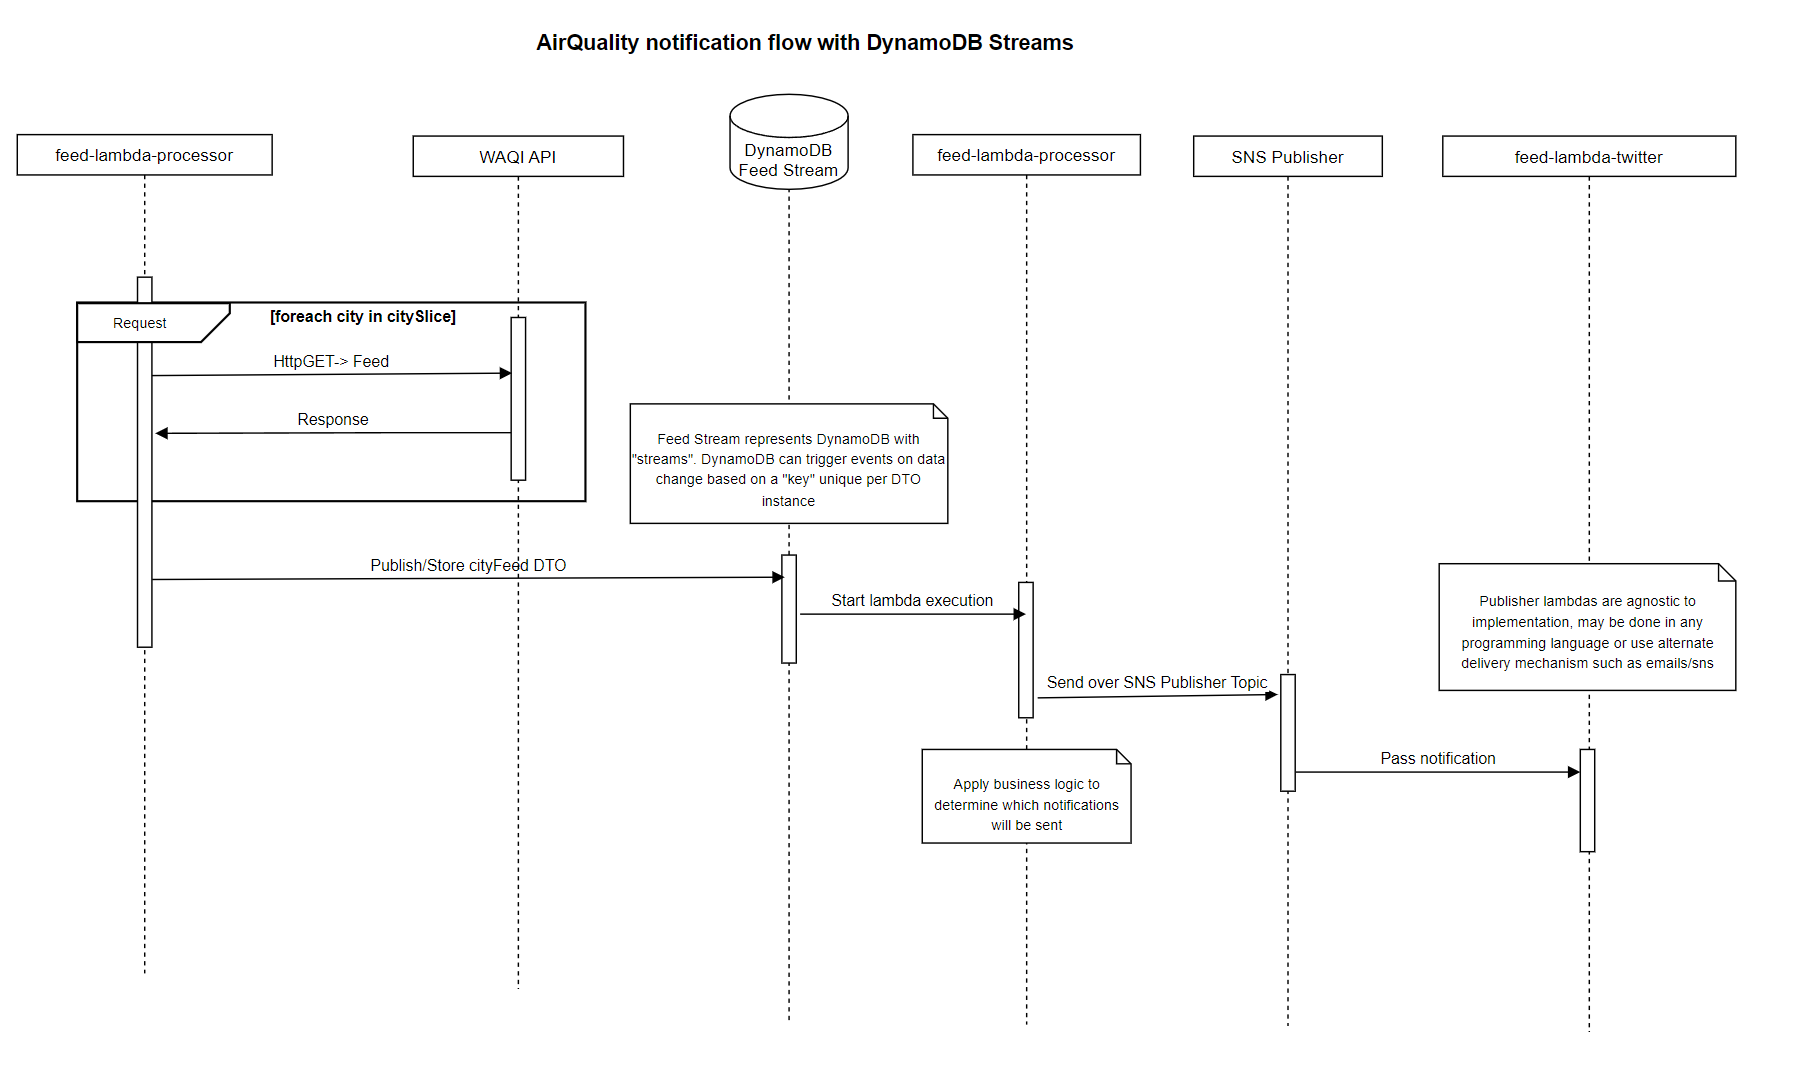 AirQuality notification flow with DynamoDB Streams
feed-lambda-processor
WAQI API
DynamoDB
Feed Stream
feed-lambda-processor
SNS Publisher
feed-lambda-twitter
Request
[foreach city in citySlice]
HttpGET-> Feed
Response
Feed Stream represents DynamoDB with
"streams". DynamoDB can trigger events on data
change based on a "key" unique per DTO
instance
Publish/Store cityFeed DTO
Start lambda execution
Publisher lambdas are agnostic to
implementation, may be done in any
programming language or use alternate
delivery mechanism such as emails/sns
Send over SNS Publisher Topic
Pass notification
Apply business logic to
determine which notifications
will be sent